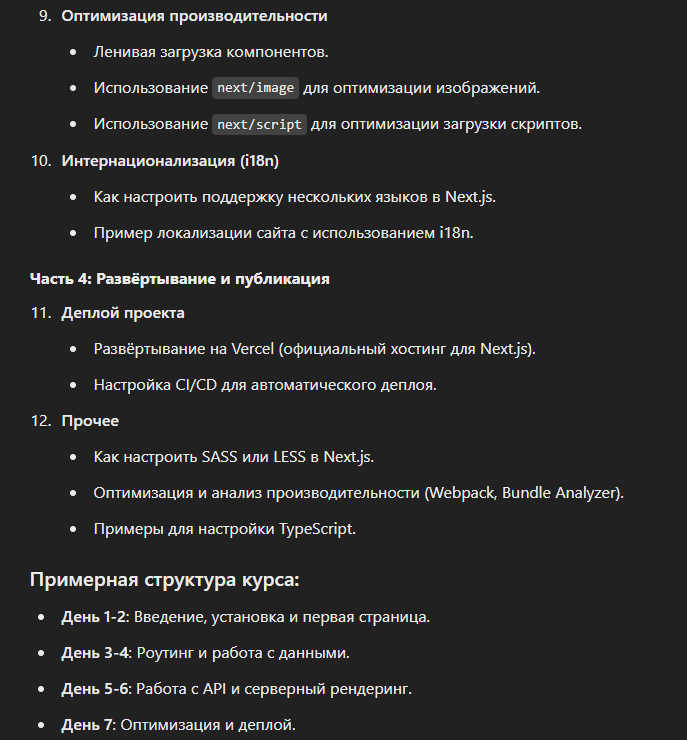 9. Оптимизация производительности
• Ленивая загрузка компонентов.
• Использование next/image для оптимизации изображений.
• Использование next/script для оптимизации загрузки скриптов.
10. Интернационализация (i18n)
• Как настроить поддержку нескольких языков в Next.js.
• Пример локализации сайта с использованием i18n.
Часть 4: Развёртывание и публикация
11. Деплой проекта
• Развёртывание на Vercel (официальный хостинг для Next.js).
• Настройка CI/CD для автоматического деплоя.
12. Прочее
• Как настроить SASS или LESS в Next.js.
• Оптимизация и анализ производительности (Webpack, Bundle Analyzer).
• Примеры для настройки TypeScript.
Примерная структура курса:
• День 1-2: Введение, установка и первая страница.
• День 3-4: Роутинг и работа с данными.
• День 5-6: Работа с API и серверный рендеринг.
• День 7: Оптимизация и деплой.